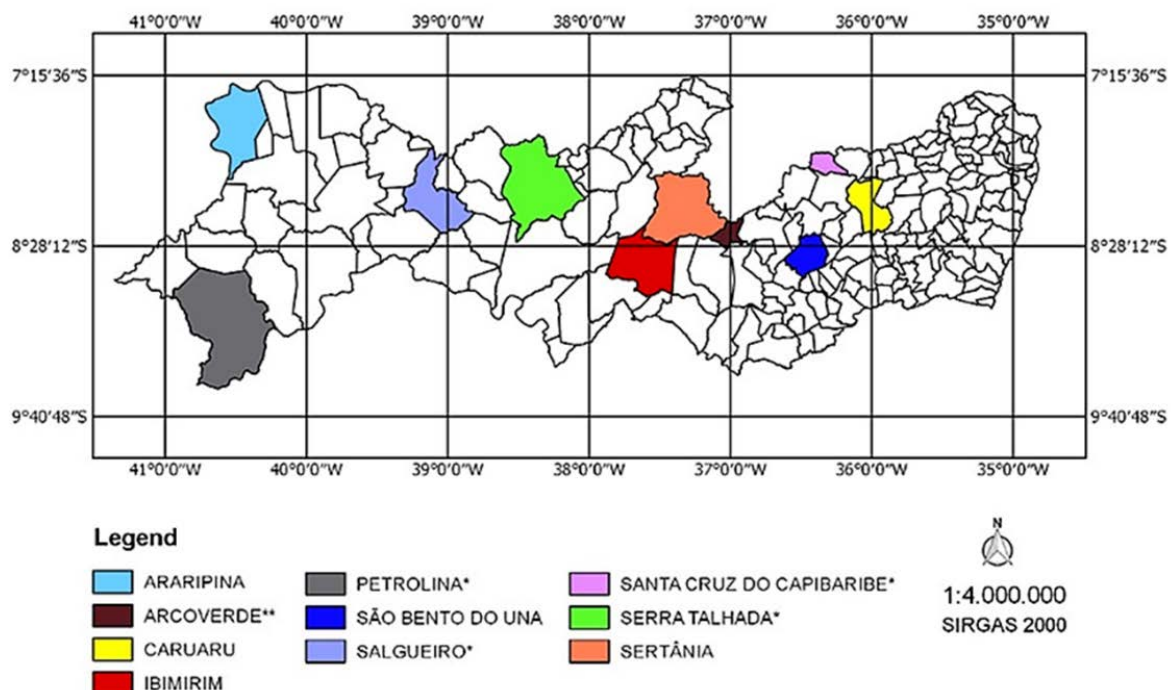 41°0′0″W 40°0′0″W 39°0′0″W 38°0′0″W 37°0′0″W 36°0′0″W 35°0′0″W
7°15′36″S 7°15′36″S
8°28′12″S 8°28′12″S
9°40′48″S 9°40′48″S
41°0′0″W 40°0′0″W 39°0′0″W 38°0′0″W 37°0′0″W 36°0′0″W 35°0′0″W
Legend
ARARIPINA
ARCOVERDE**
CARUARU
IBIMIRIM
PETROLINA*
SÃO BENTO DO UNA
SALGUEIRO*
SANTA CRUZ DO CAPIBARIBE*
SERRA TALHADA*
SERTÂNIA
N
1:4.000.000
SIRGAS 2000